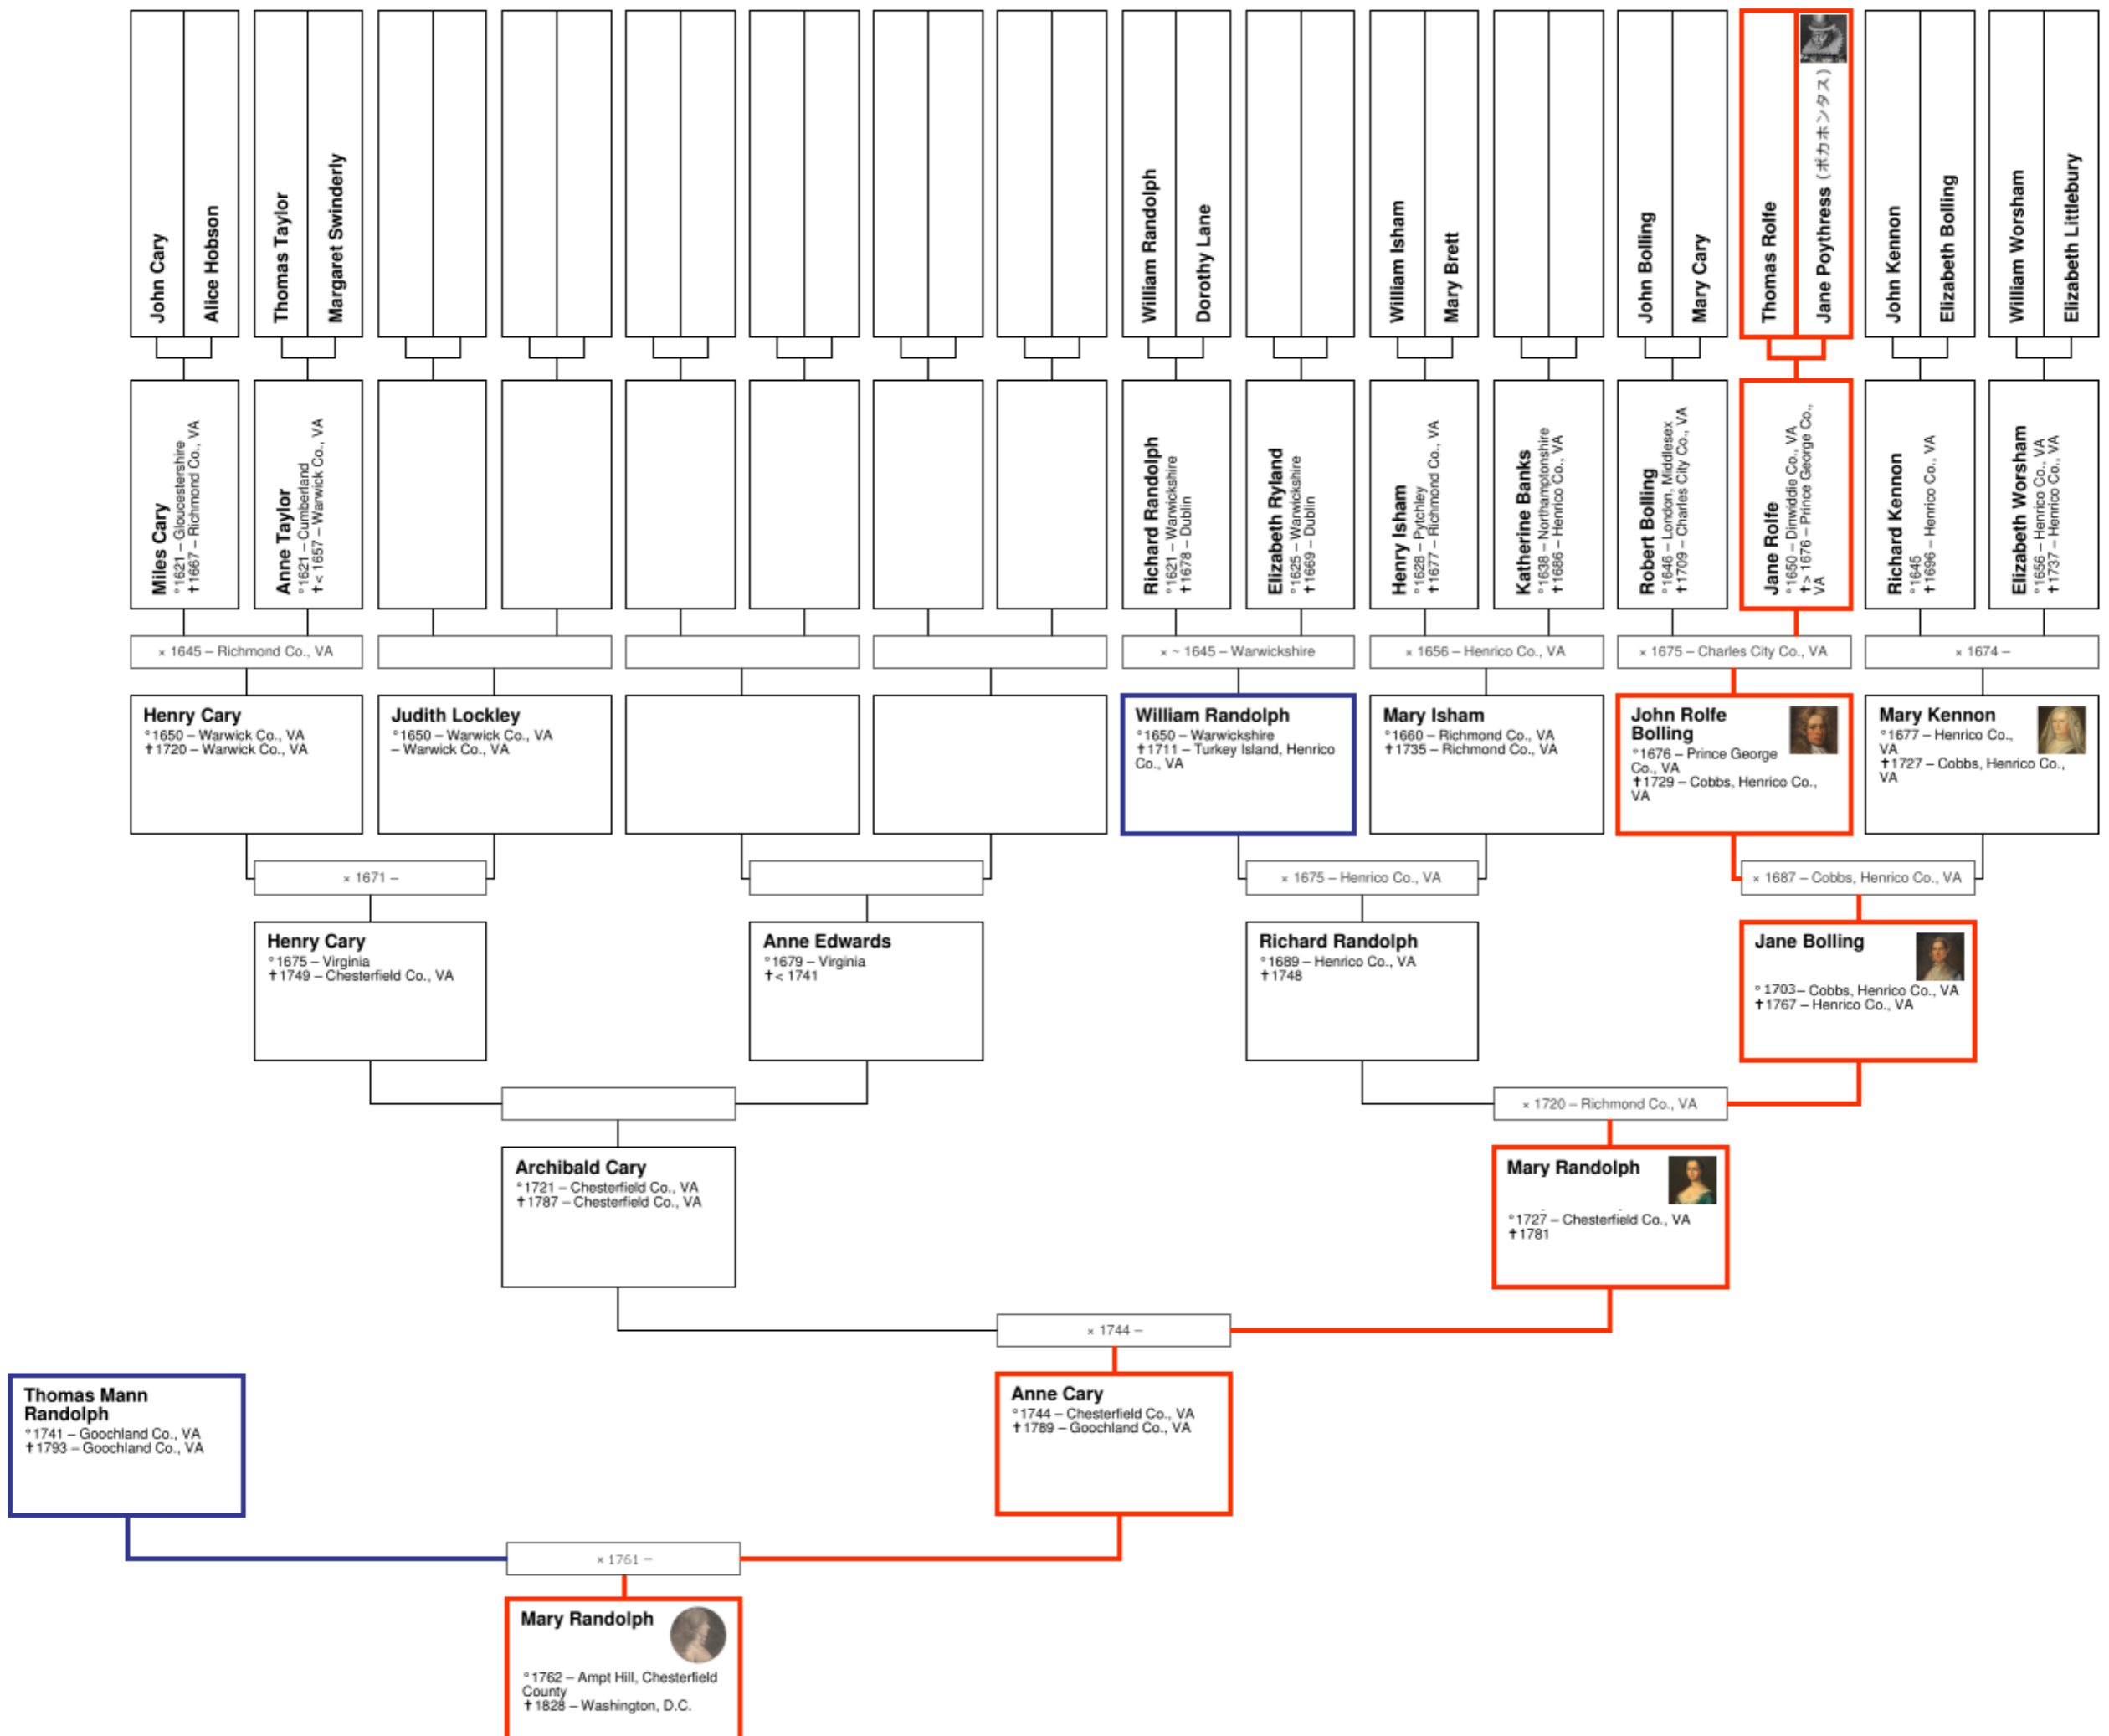 John Cary
Alice Hobson
Thomas Taylor
Margaret Swinderly
William Randolph
Dorothy Lane
William Isham
Mary Brett
John Bolling
Mary Cary
Thomas Rolfe
Jane Poythress (ポカホンタス)
John Kennon
Elizabeth Bolling
William Worsham
Elizabeth Littlebury
Miles Cary
°1621 – Gloucestershire
✝1667 – Richmond Co., VA
Anne Taylor
°1621 – Cumberland
✝< 1657 – Warwick Co., VA
Richard Randolph
°1621 – Warwickshire
✝1678 – Dublin
Elizabeth Ryland
°1625 – Warwickshire
✝1669 – Dublin
Henry Isham
°1628 – Pytchley
✝1677 – Richmond Co., VA
Katherine Banks
°1638 – Northamptonshire
✝1686 – Henrico Co., VA
Robert Bolling
°1646 – London, Middlesex
✝1709 – Charles City Co., VA
Jane Rolfe
°1650 – Dinwiddie Co., VA
✝> 1676 – Prince George Co.,
VA
Richard Kennon
°1645
✝1696 – Henrico Co., VA
Elizabeth Worsham
°1656 – Henrico Co., VA
✝1737 – Henrico Co., VA
× 1645 – Richmond Co., VA
× ~ 1645 – Warwickshire
× 1656 – Henrico Co., VA
× 1675 – Charles City Co., VA
× 1674 –
Henry Cary
°1650 – Warwick Co., VA
✝1720 – Warwick Co., VA
Judith Lockley
°1650 – Warwick Co., VA
– Warwick Co., VA
William Randolph
°1650 – Warwickshire
✝1711 – Turkey Island, Henrico
Co., VA
Mary Isham
°1660 – Richmond Co., VA
✝1735 – Richmond Co., VA
John Rolfe
Bolling
°1676 – Prince George
Co., VA
✝1729 – Cobbs, Henrico Co.,
VA
Mary Kennon
°1677 – Henrico Co.,
VA
✝1727 – Cobbs, Henrico Co.,
VA
× 1671 –
× 1675 – Henrico Co., VA
× 1687 – Cobbs, Henrico Co., VA
Henry Cary
°1675 – Virginia
✝1749 – Chesterfield Co., VA
Anne Edwards
°1679 – Virginia
✝< 1741
Richard Randolph
°1689 – Henrico Co., VA
✝1748
Jane Bolling
° 1703– Cobbs, Henrico Co., VA
✝1767 – Henrico Co., VA
× 1720 – Richmond Co., VA
Archibald Cary
°1721 – Chesterfield Co., VA
✝1787 – Chesterfield Co., VA
Mary Randolph
°1727 – Chesterfield Co., VA
✝1781
× 1744 –
Thomas Mann
Randolph
°1741 – Goochland Co., VA
✝1793 – Goochland Co., VA
Anne Cary
°1744 – Chesterfield Co., VA
✝1789 – Goochland Co., VA
× 1761 –
Mary Randolph
°1762 – Ampt Hill, Chesterfield
County
✝1828 – Washington, D.C.